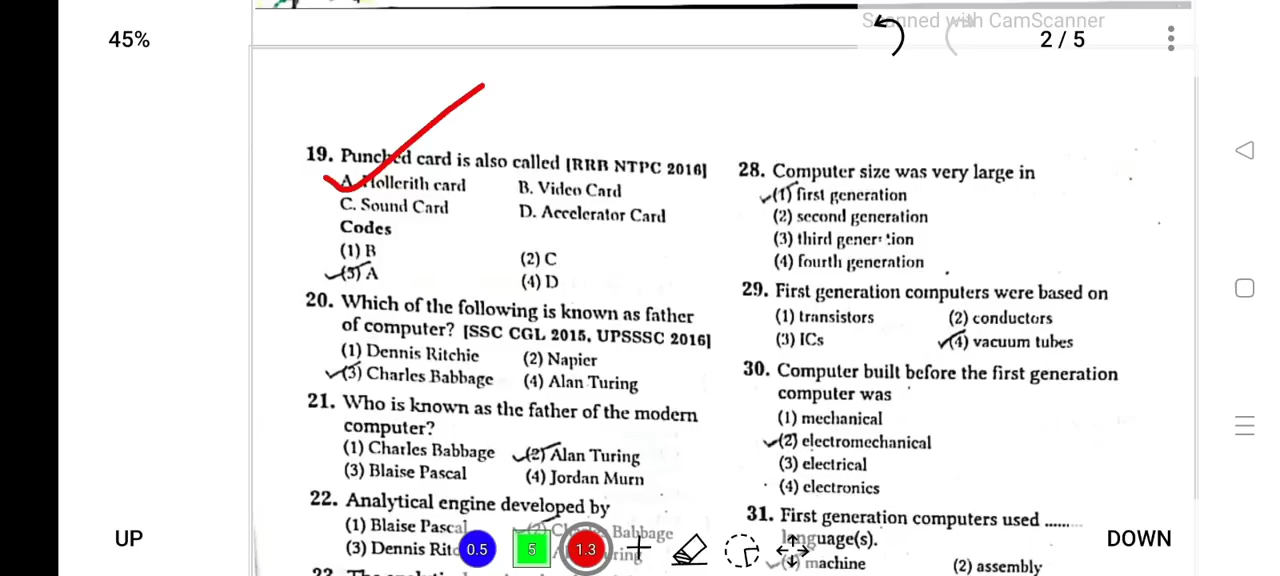 Scanned with CamScanner
45%
2 / 5
19. Punched card is also called [RRB NTPC 2016]
A. Hollerith card B. Video Card
C. Sound Card D. Accelerator Card
Codes
(1) B (2) C
(3) A (4) D
20. Which of the following is known as father
of computer? [SSC CGL 2015, UPSSSC 2016]
(1) Dennis Ritchie (2) Napier
(3) Charles Babbage (4) Alan Turing
21. Who is known as the father of the modern
computer?
(1) Charles Babbage (2) Alan Turing
(3) Blaise Pascal (4) Jordan Murn
22. Analytical engine developed by
(1) Blaise Pascal (2) Babbage
(3) Dennis
28. Computer size was very large in
(1) first generation
(2) second generation
(3) third generation
(4) fourth generation
29. First generation computers were based on
(1) transistors (2) conductors
(3) ICs (4) vacuum tubes
30. Computer built before the first generation
computer was
(1) mechanical
(2) electromechanical
(3) electrical
(4) electronics
31. First generation computers used ........
language(s).
(1) machine (2) assembly
UP
0.5
5
1.3
DOWN